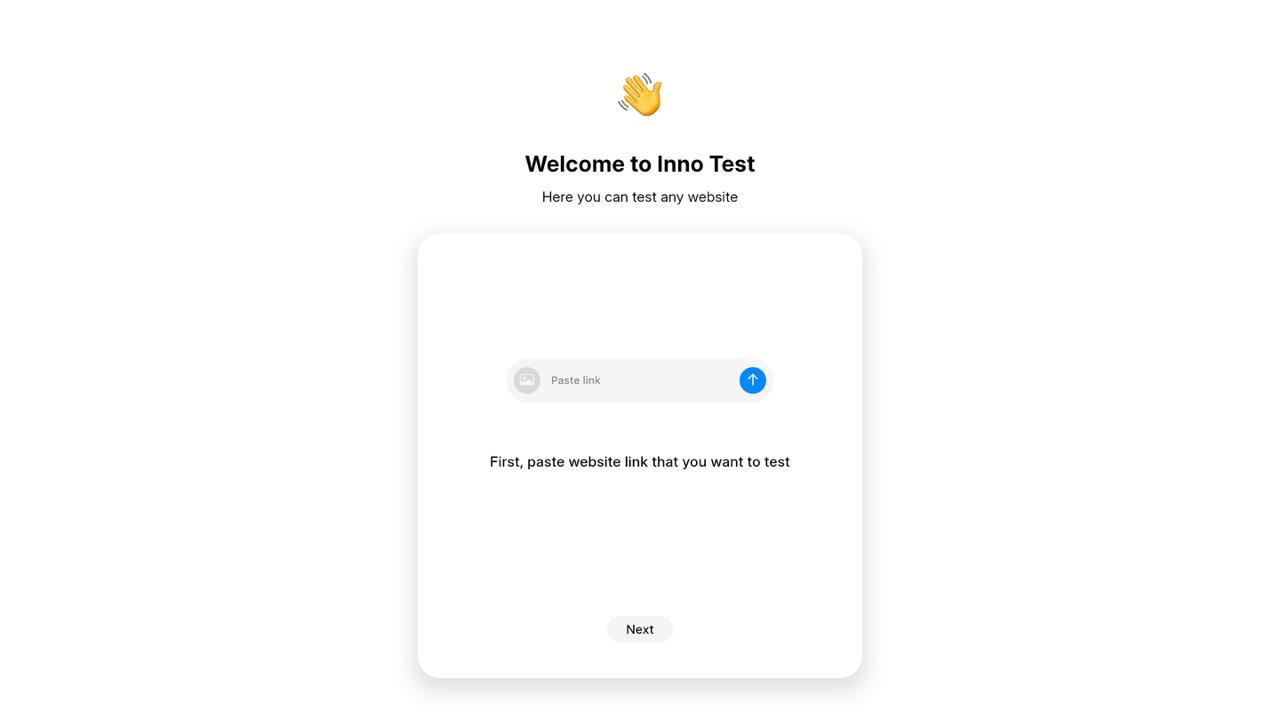 Welcome to Inno Test
Here you can test any website
Paste link
First, paste website link that you want to test
Next